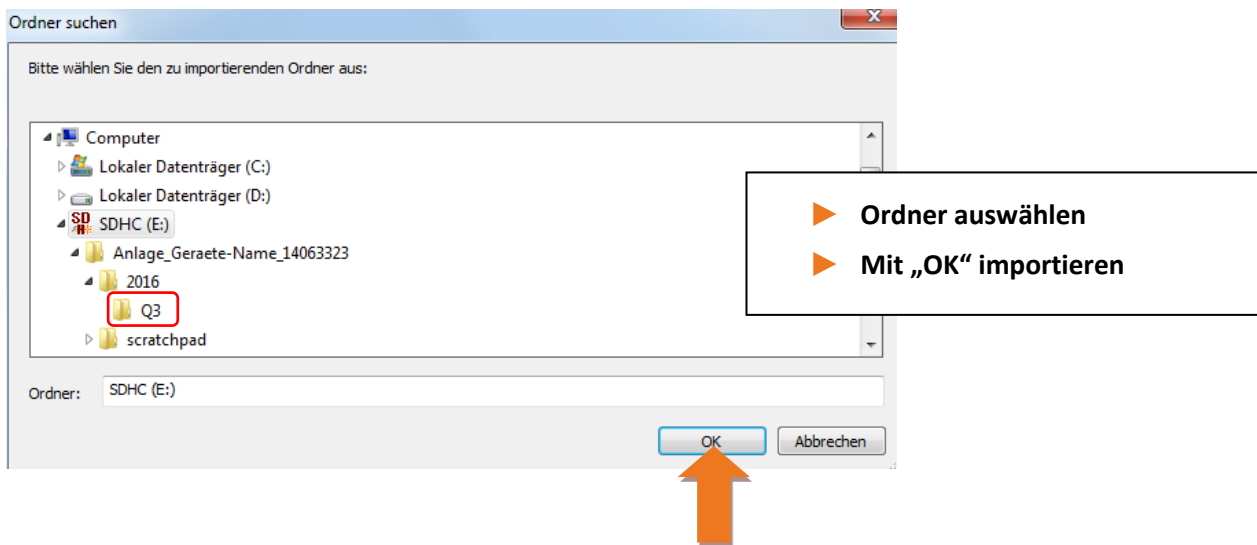 Ordner suchen
Bitte wählen Sie den zu importierenden Ordner aus:
Computer
Lokaler Datenträger (C:)
Lokaler Datenträger (D:)
SD
SDHC (E:)
Anlage_Geraete-Name_14063323
2016
Q3
scratchpad
Ordner auswählen
Mit „OK“ importieren
Ordner: SDHC (E:)
OK Abbrechen